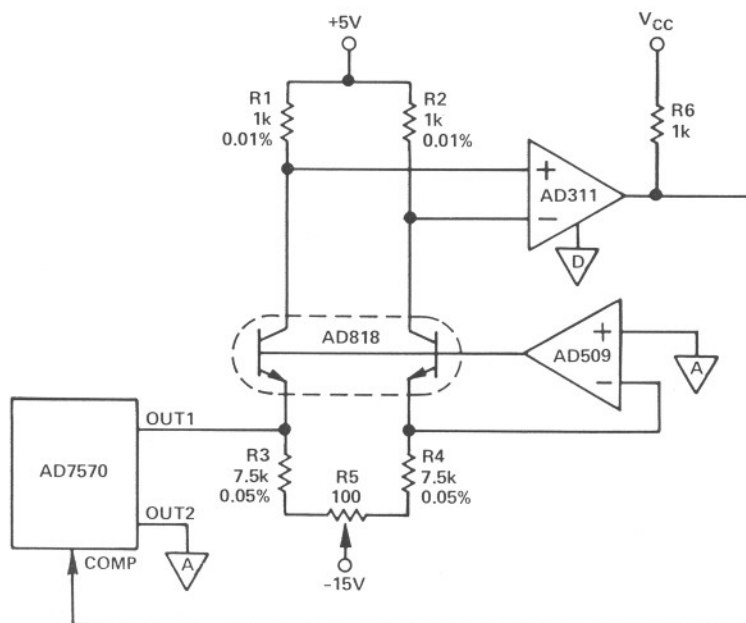 +5V
VCC
R1
1k
0.01%
R2
1k
0.01%
R6
1k
+
AD311
−
D
AD818
+
AD509
−
A
OUT1
AD7570
OUT2
A
COMP
R3
7.5k
0.05%
R5
100
R4
7.5k
0.05%
-15V